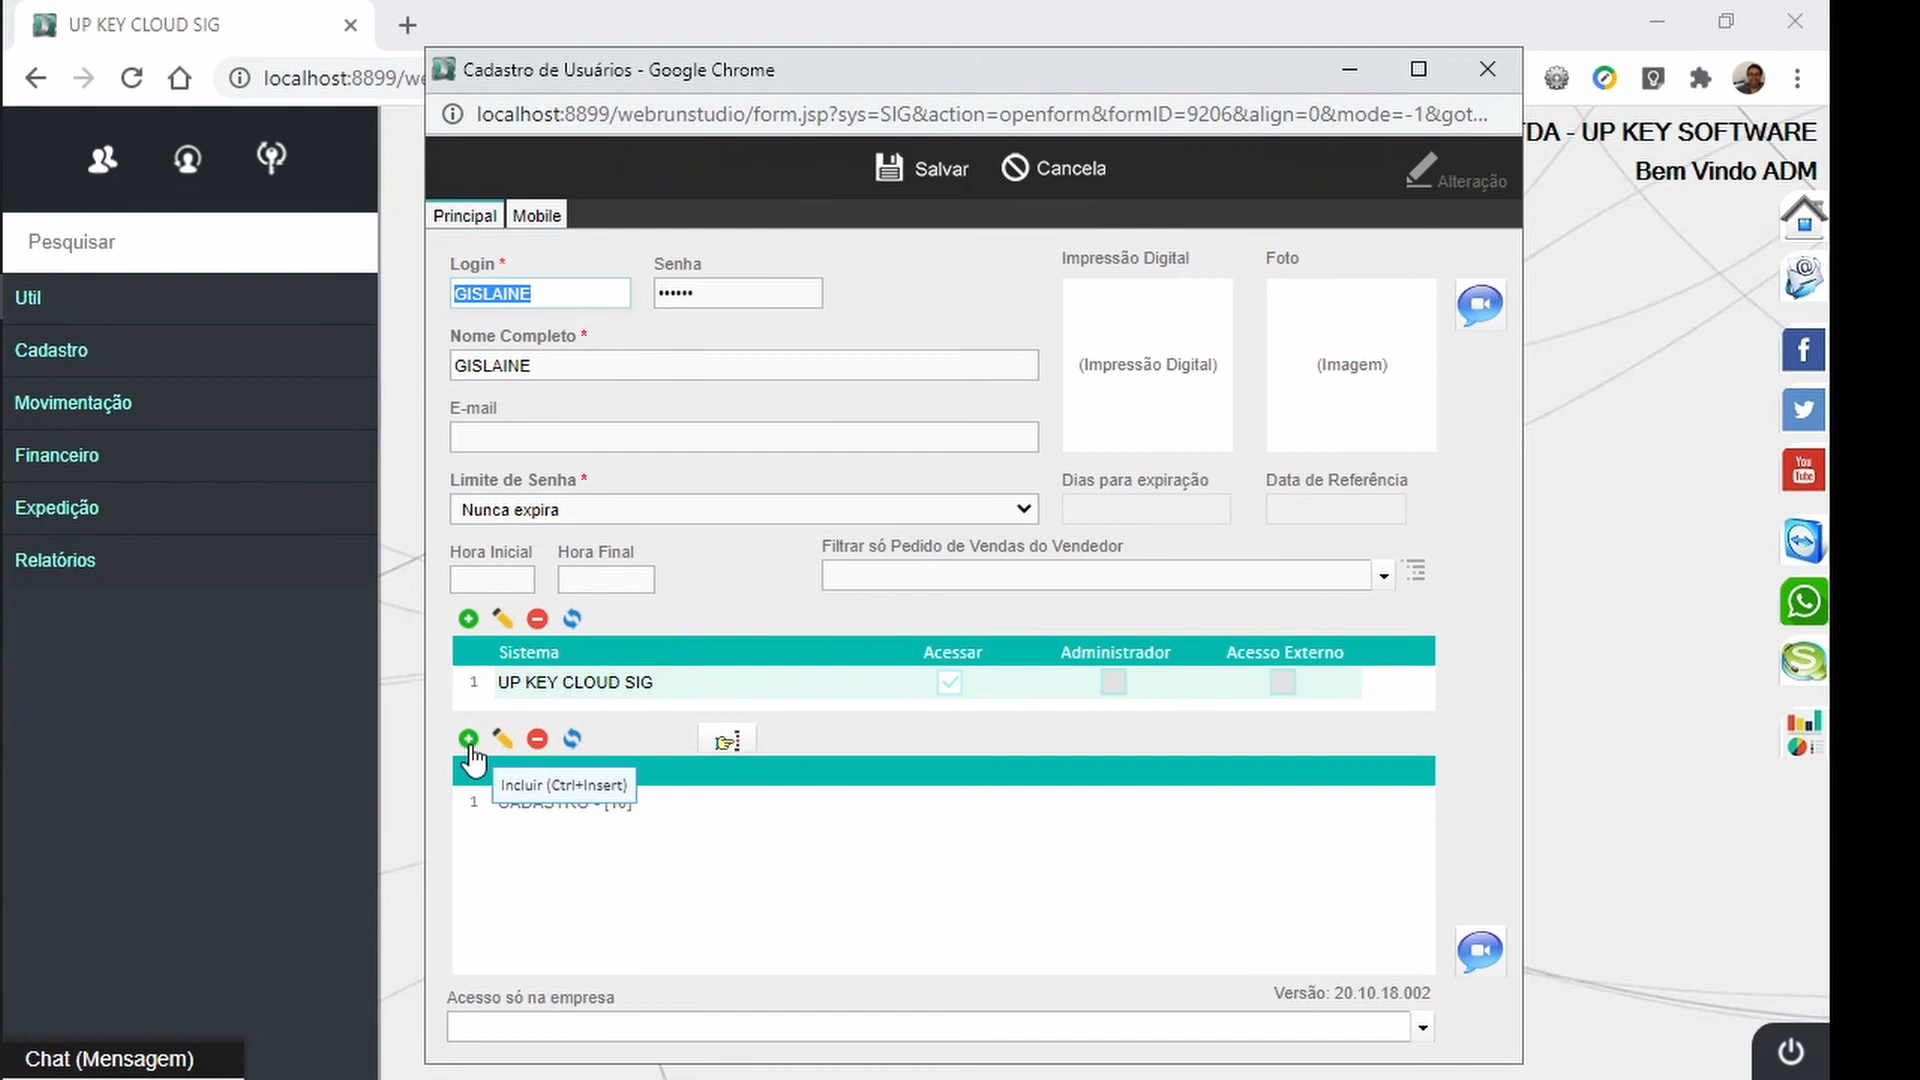 UP KEY CLOUD SIG
localhost:8899/we
Cadastro de Usuários - Google Chrome
localhost:8899/webrunstudio/form.jsp?sys=SIG&action=openform&formID=9206&align=0&mode=-1&got...
DA - UP KEY SOFTWARE
Bem Vindo ADM
Salvar
Cancela
Alteração
Principal
Mobile
Pesquisar
Util
Cadastro
Movimentação
Financeiro
Expedição
Relatórios
Login *
Senha
Impressão Digital
Foto
GISLAINE
••••••
Nome Completo *
GISLAINE
(Impressão Digital)
(Imagem)
E-mail
Limite de Senha *
Dias para expiração
Data de Referência
Nunca expira
Hora Inicial
Hora Final
Filtrar só Pedido de Vendas do Vendedor
Sistema
Acessar
Administrador
Acesso Externo
1 UP KEY CLOUD SIG
Incluir (Ctrl+Insert)
1 CADASTRO - [10]
Acesso só na empresa
Versão: 20.10.18.002
Chat (Mensagem)
You
Tube